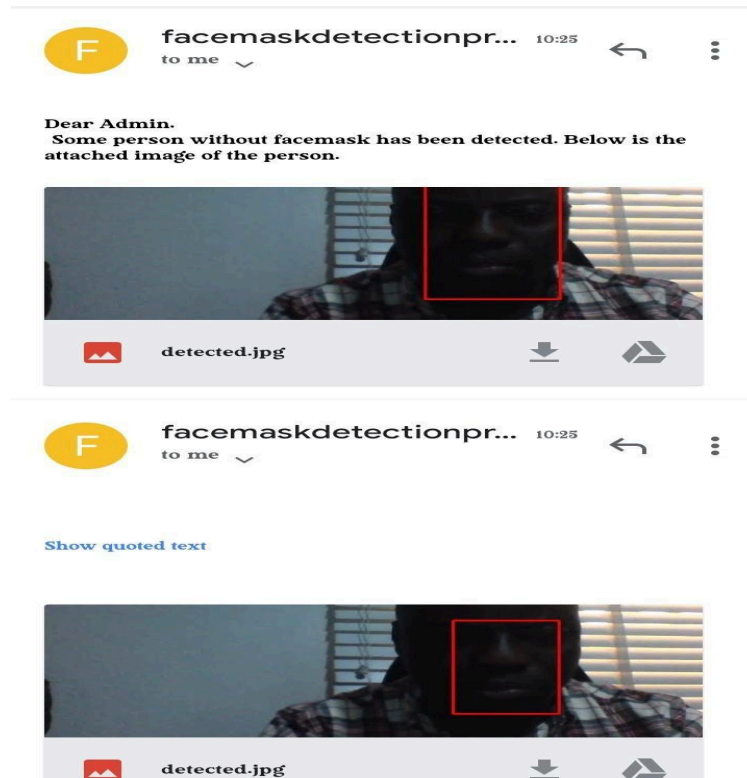 F
facemaskdetectionpr... 10:25
to me
Dear Admin.
Some person without facemask has been detected. Below is the
attached image of the person.
detected.jpg
F
facemaskdetectionpr... 10:25
to me
Show quoted text
detected.jpg